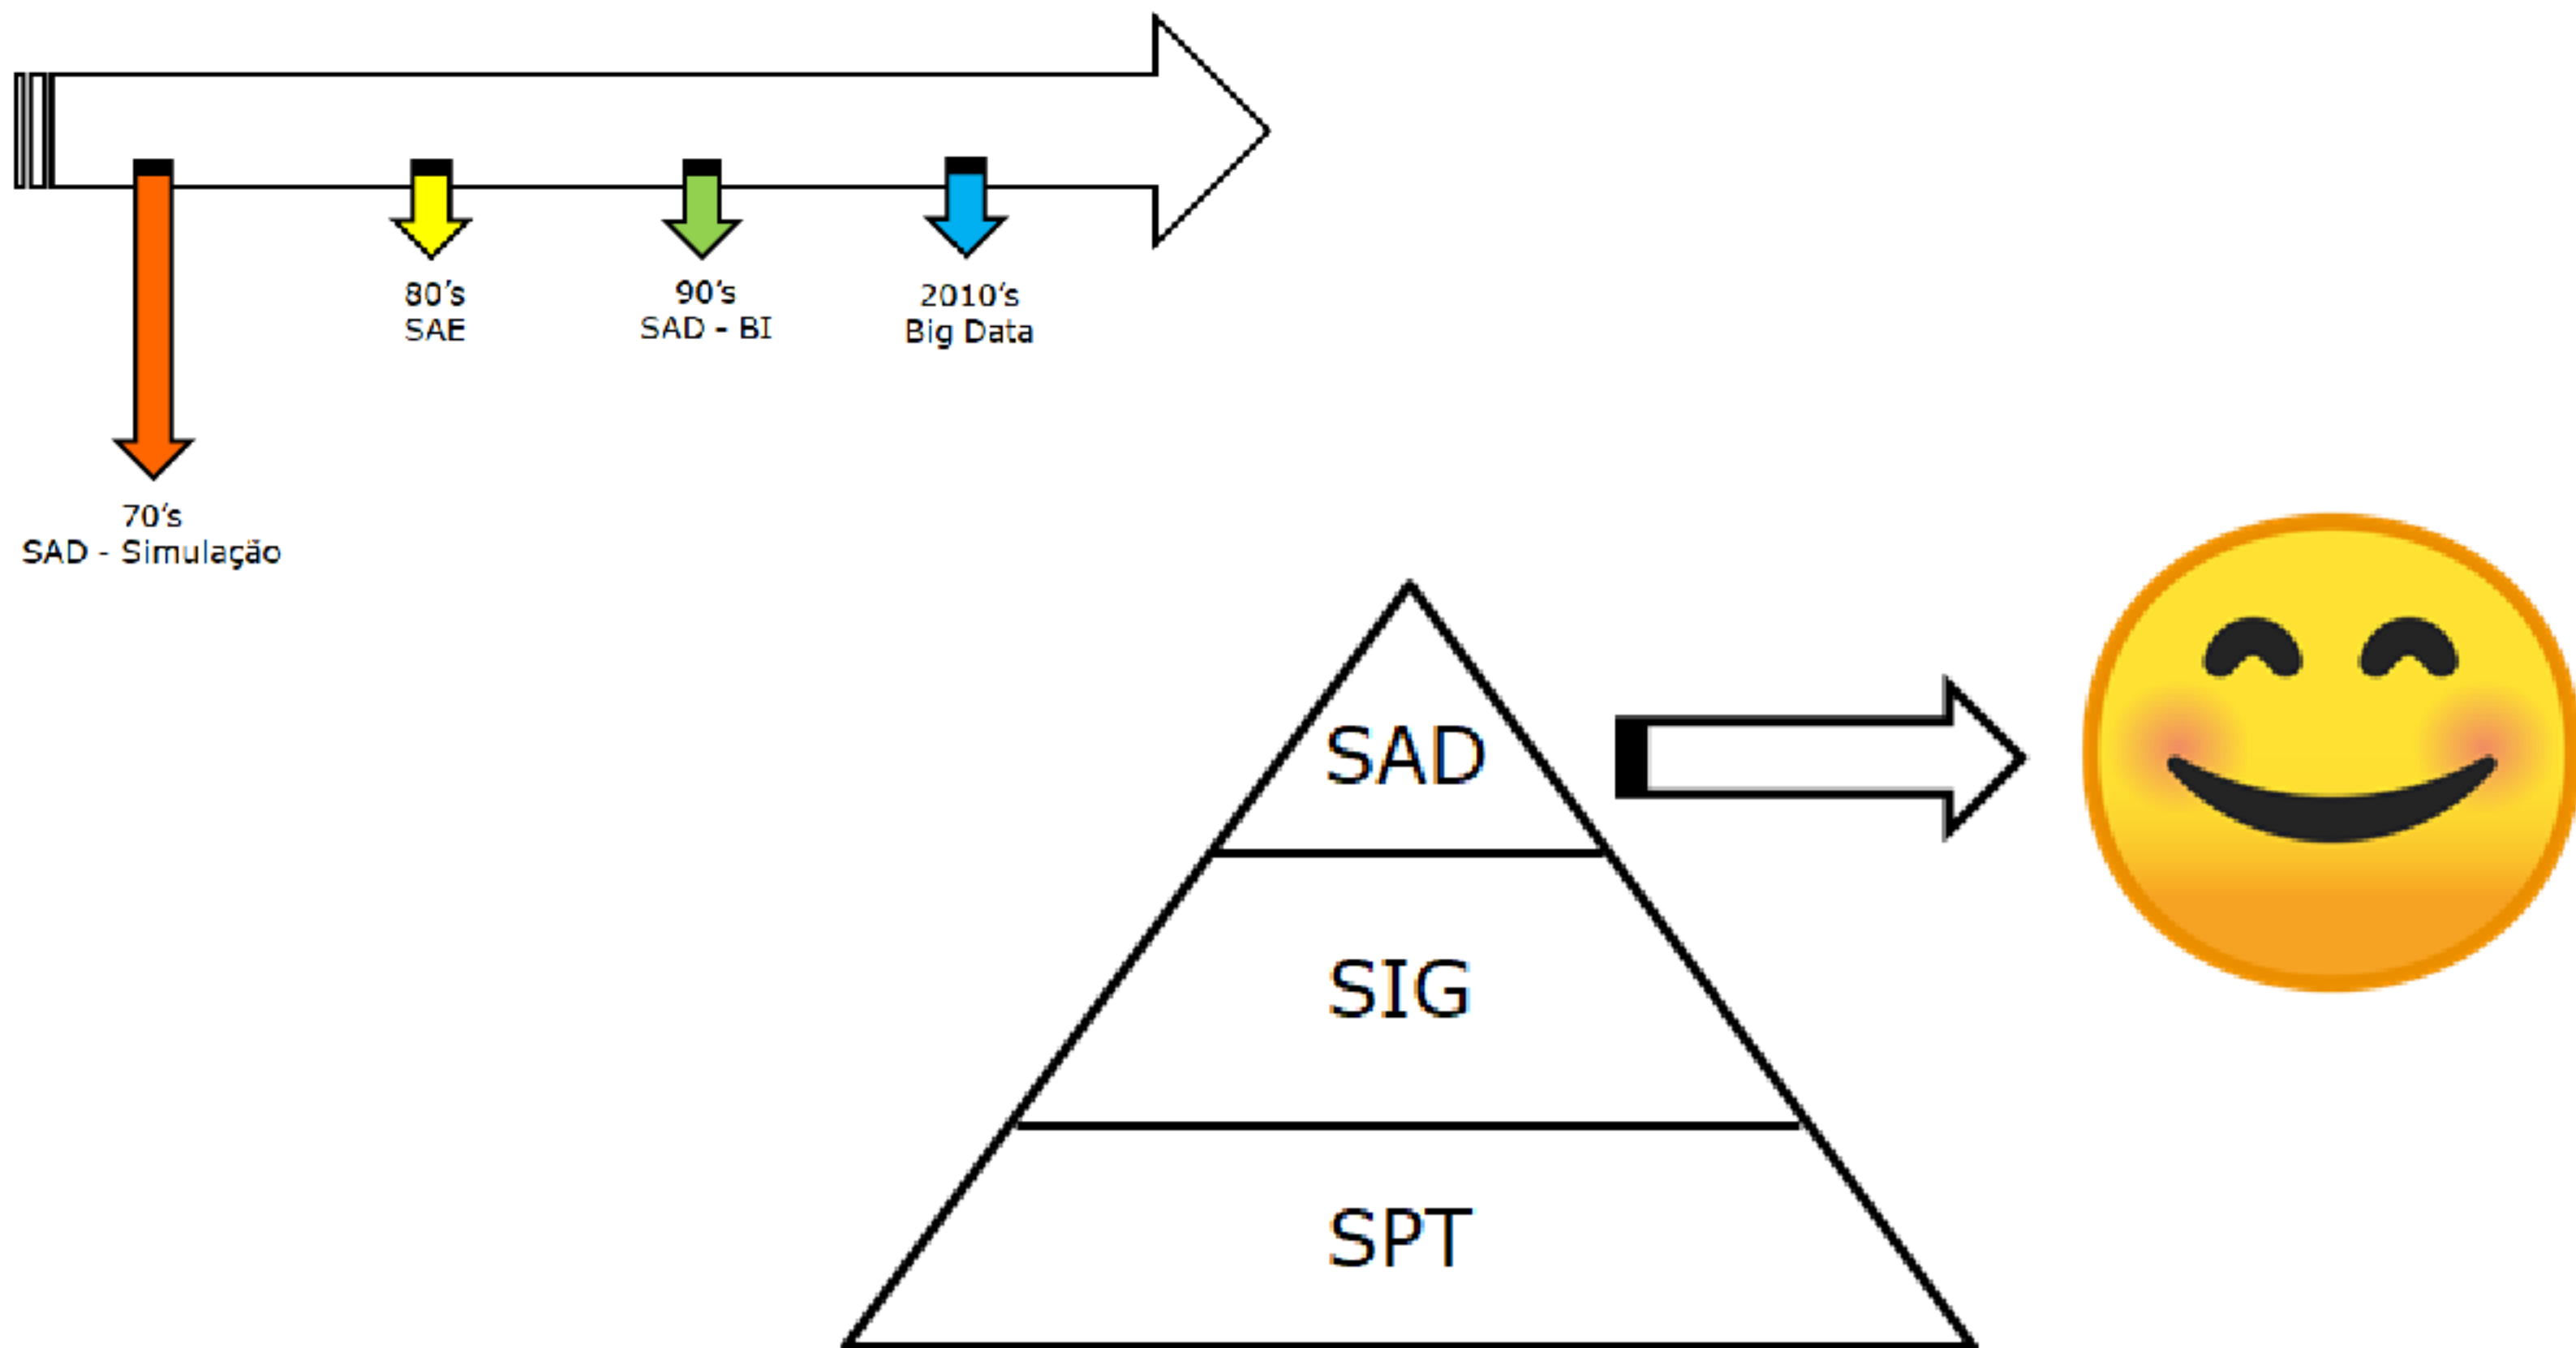 80's
SAE
90's
SAD - BI
2010's
Big Data
70's
SAD - Simulação
SAD
SIG
SPT